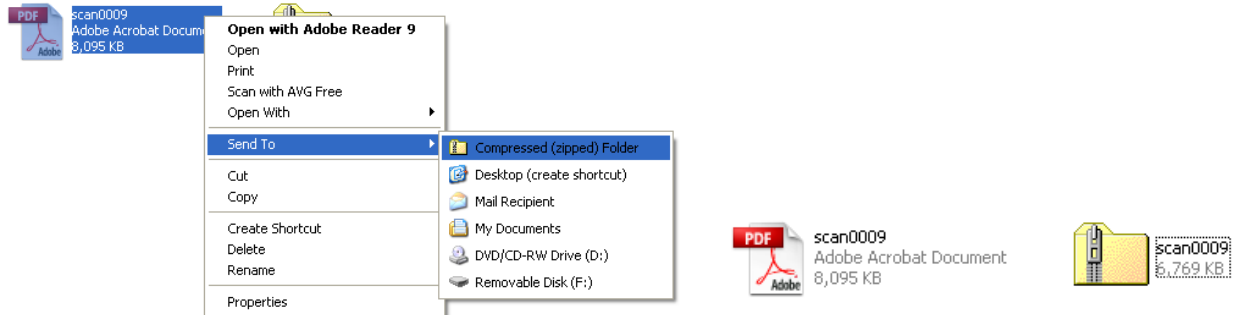 PDF
Adobe
scan0009
Adobe Acrobat Docum
8,095 KB
Open with Adobe Reader 9
Open
Print
Scan with AVG Free
Open With
Send To
Cut
Copy
Create Shortcut
Delete
Rename
Properties
Compressed (zipped) Folder
Desktop (create shortcut)
Mail Recipient
My Documents
DVD/CD-RW Drive (D:)
Removable Disk (F:)
PDF
Adobe
scan0009
Adobe Acrobat Document
8,095 KB
scan0009
6,769 KB